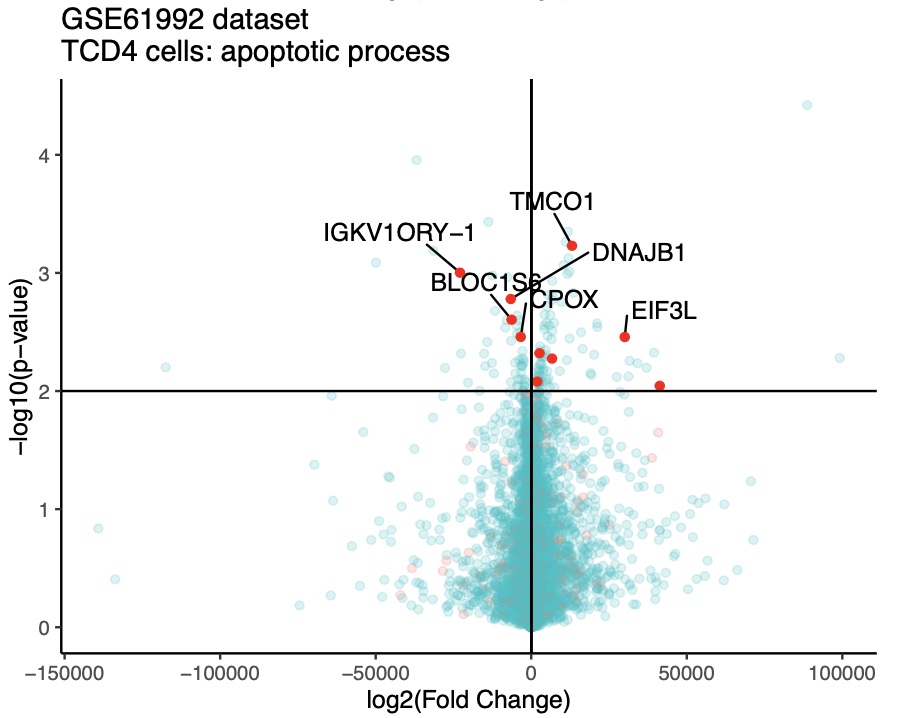 GSE61992 dataset
TCD4 cells: apoptotic process
4
TMCO1
IGKV1ORY−1
DNAJB1
3
BLOC1S6
CPOX
EIF3L
−log10(p−value)
2
1
0
−150000 −100000 −50000 0 50000 100000
log2(Fold Change)